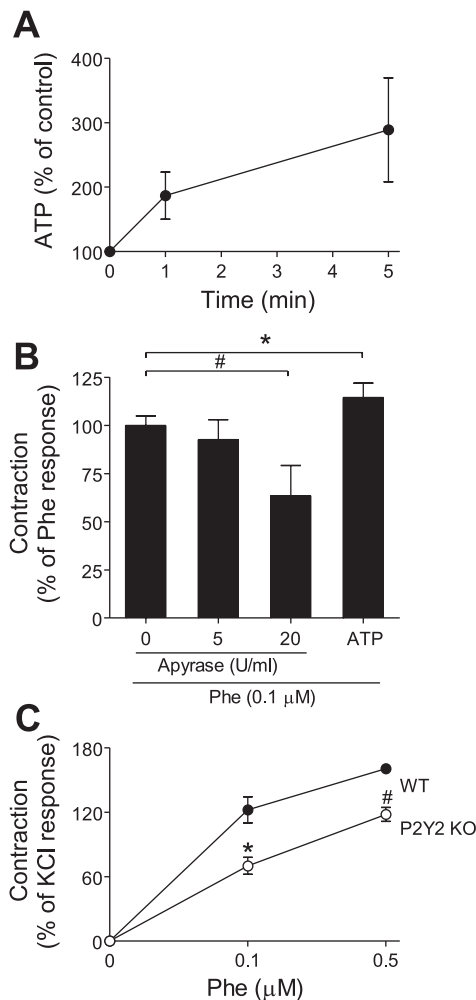 A
ATP (% of control)
400
300
200
100
0 1 2 3 4 5
Time (min)
B
*
#
Contraction
(% of Phe response)
125
100
75
50
25
0
0 5 20 ATP
Apyrase (U/ml)
Phe (0.1 μM)
C
Contraction
(% of KCl response)
180
120
60
0
WT
#
P2Y2 KO
*
0 0.1 0.5
Phe (μM)